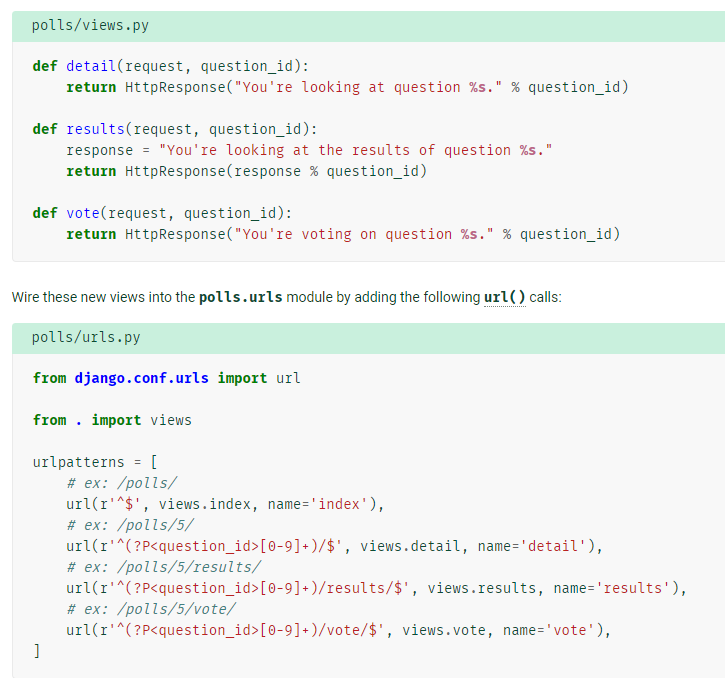 polls/views.py
def detail(request, question_id):
    return HttpResponse("You're looking at question %s." % question_id)
def results(request, question_id):
    response = "You're looking at the results of question %s."
    return HttpResponse(response % question_id)
def vote(request, question_id):
    return HttpResponse("You're voting on question %s." % question_id)
Wire these new views into the polls.urls module by adding the following url() calls:
polls/urls.py
from django.conf.urls import url
from . import views
urlpatterns = [
    # ex: /polls/
    url(r'^$', views.index, name='index'),
    # ex: /polls/5/
    url(r'^(?P<question_id>[0-9]+)/$', views.detail, name='detail'),
    # ex: /polls/5/results/
    url(r'^(?P<question_id>[0-9]+)/results/$', views.results, name='results'),
    # ex: /polls/5/vote/
    url(r'^(?P<question_id>[0-9]+)/vote/$', views.vote, name='vote'),
]